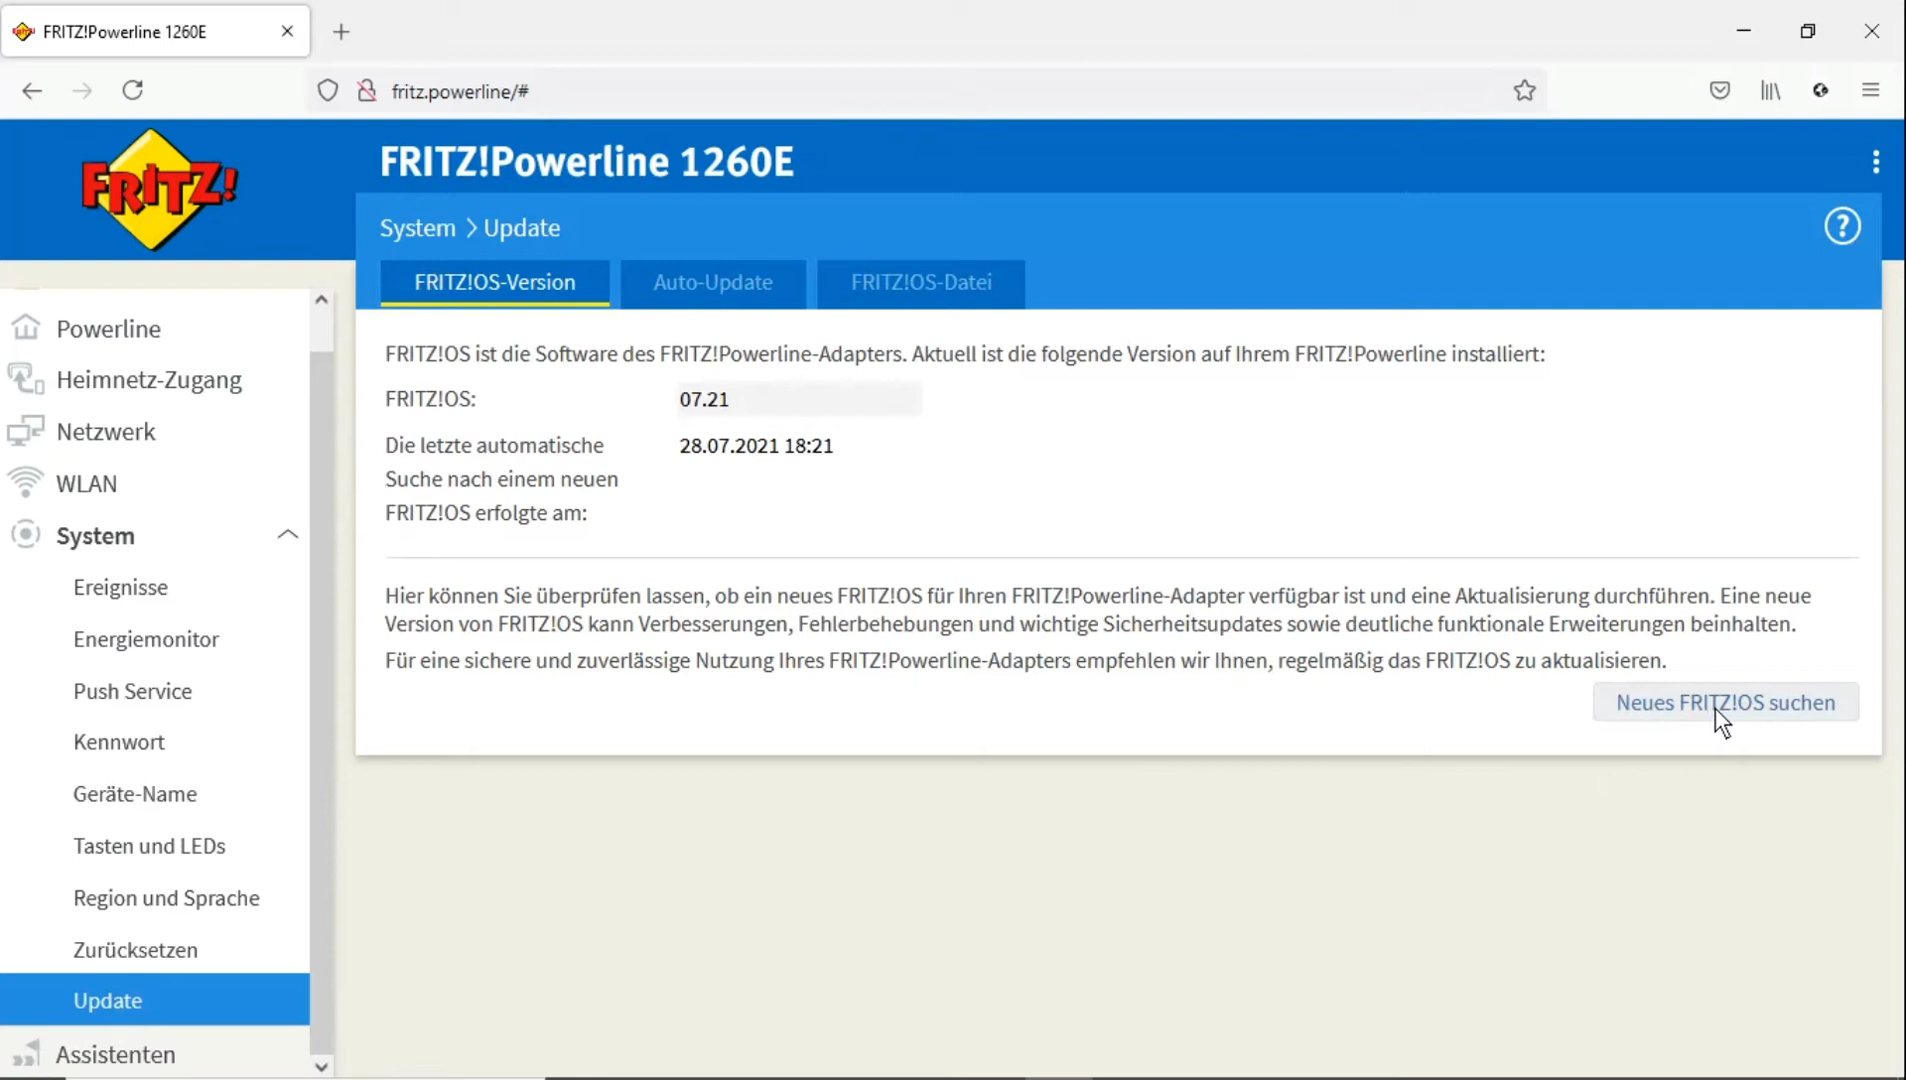 FRITZ!Powerline 1260E
fritz.powerline/#
FRITZ!
FRITZ!Powerline 1260E
System > Update
FRITZ!OS-Version
Auto-Update
FRITZ!OS-Datei
Powerline
Heimnetz-Zugang
Netzwerk
WLAN
System
Ereignisse
Energiemonitor
Push Service
Kennwort
Geräte-Name
Tasten und LEDs
Region und Sprache
Zurücksetzen
Update
Assistenten
FRITZ!OS ist die Software des FRITZ!Powerline-Adapters. Aktuell ist die folgende Version auf Ihrem FRITZ!Powerline installiert:
FRITZ!OS: 07.21
Die letzte automatische 28.07.2021 18:21
Suche nach einem neuen
FRITZ!OS erfolgte am:
Hier können Sie überprüfen lassen, ob ein neues FRITZ!OS für Ihren FRITZ!Powerline-Adapter verfügbar ist und eine Aktualisierung durchführen. Eine neue
Version von FRITZ!OS kann Verbesserungen, Fehlerbehebungen und wichtige Sicherheitsupdates sowie deutliche funktionale Erweiterungen beinhalten.
Für eine sichere und zuverlässige Nutzung Ihres FRITZ!Powerline-Adapters empfehlen wir Ihnen, regelmäßig das FRITZ!OS zu aktualisieren.
Neues FRITZ!OS suchen